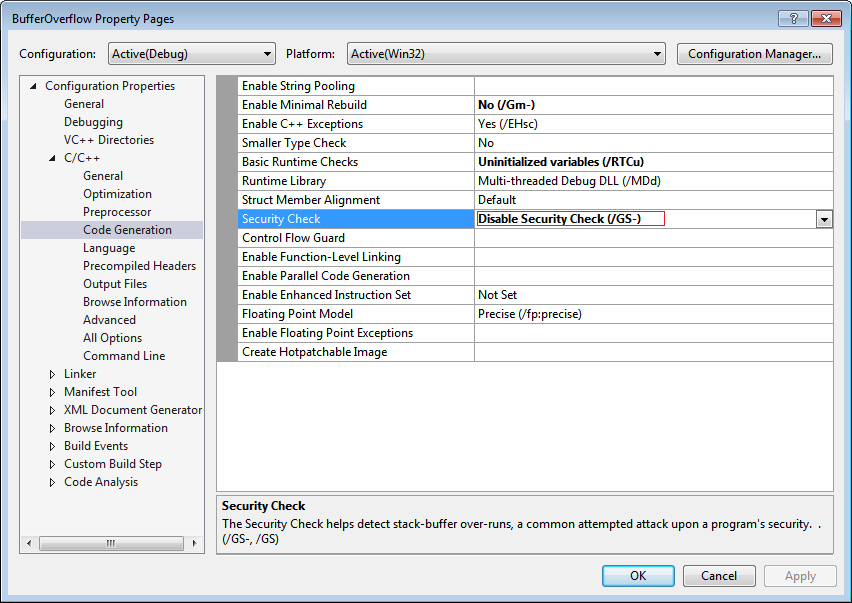 BufferOverflow Property Pages
?
Configuration: Active(Debug) Platform: Active(Win32) Configuration Manager...
Configuration Properties
General
Debugging
VC++ Directories
C/C++
General
Optimization
Preprocessor
Code Generation
Language
Precompiled Headers
Output Files
Browse Information
Advanced
All Options
Command Line
Linker
Manifest Tool
XML Document Generator
Browse Information
Build Events
Custom Build Step
Code Analysis
Enable String Pooling
Enable Minimal Rebuild No (/Gm-)
Enable C++ Exceptions Yes (/EHsc)
Smaller Type Check No
Basic Runtime Checks Uninitialized variables (/RTCu)
Runtime Library Multi-threaded Debug DLL (/MDd)
Struct Member Alignment Default
Security Check Disable Security Check (/GS-)
Control Flow Guard
Enable Function-Level Linking
Enable Parallel Code Generation
Enable Enhanced Instruction Set Not Set
Floating Point Model Precise (/fp:precise)
Enable Floating Point Exceptions
Create Hotpatchable Image
Security Check
The Security Check helps detect stack-buffer over-runs, a common attempted attack upon a program's security. .
(/GS-, /GS)
OK Cancel Apply